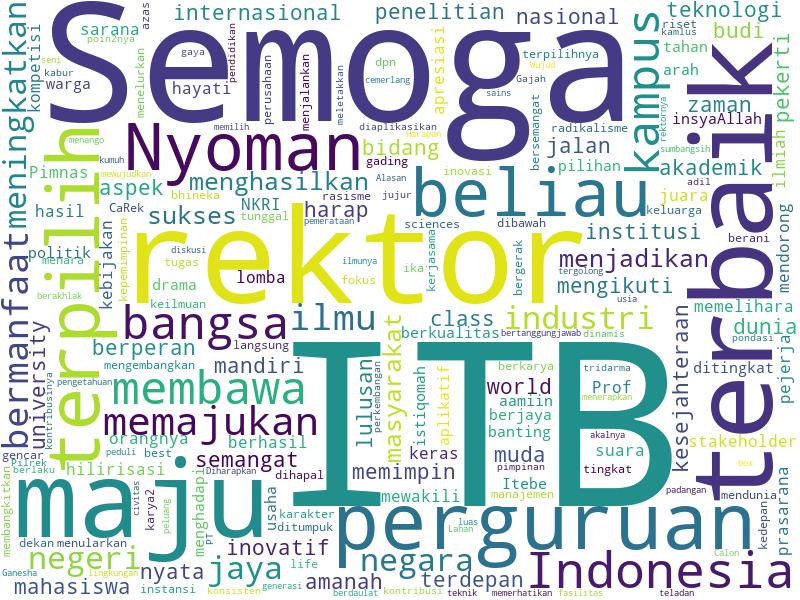 internasional
penelitian
nasional
teknologi
Semoga
azas
sarana
poin2nya
seni
kabur
warga
kompetisi
meningkatkan
menelurkan
gaya
hayati
pendidikan
perusahaan
menjalankan
meletakkan
dpn
cemerlang
apresiasi
terpilihnya
Wujud
Gajah
sains
kampus
riset
kamlus
tahan
arah
budi
pekerti
zaman
insyaAllah
rektornya
sumbangsih
terbaik
ilmiah
akademik
juara
adil
keluarga
berani
mendorong
terpilih
menango
kumuh
mewujudkan
Pimnas
aspek
hasil
CaRek
bhineka
politik
menara
berakhlak
Nyoman
memilih
diaplikasikan
Harapan
bidang
gading
inovasi
Alasan
jujur
bersemangat
radikalisme
jalan
pilihan
menghasilkan
NKRI
rasisme
tunggal
sukses
harap
pemerataan
beliau
sciences
dibawah
institusi
kebijakan
kepemimpinan
tugas
diskusi
ilmunya
ika
kerjasama
rektor
bergerak
tergolong
menjadikan
mengikuti
drama
keilmuan
lomba
fokus
usia
memelihara
dunia
pondasi
bermanfaat
university
kontribusinya
bangsa
langsung
ilmu
class
berkualitas
industri
bertanggungjawab
dinamis
kesejahteraan
ditingkat
pejerja
berperan
mengembangkan
mandiri
pengetahuan
membawa
lulusan
perkembangan
masyarakat
istiqomah
aplikatif
world
berkarya
aamiin
berjaya
banting
tridarma
Prof
menerapkan
ITB
memajukan
orangnya
berhasil
peduli
best
keras
muda
akalnya
suara
pimpinan
tingkat
stakeholder
box
gencar
Pilrek
berlaku
hilirisasi
semangat
Diharapkan
dihapal
memimpin
Itebe
manajemen
mewakili
padangan
mendunia
membangkitkan
maju
civitas
karya2
peluang
menghadapi
PT
usaha
karakter
ditumpuk
perguruan
luas
Lahan
kedepan
prasarana
dekan
menularkan
inovatif
negara
Calon
Ganesha
negeri
lingkungan
nyata
jaya
life
generasi
konsisten
amanah
terdepan
Indonesia
mahasiswa
instansi
berdaulat
kontribusi
teknik
memerhatikan
fasilitas
teladan